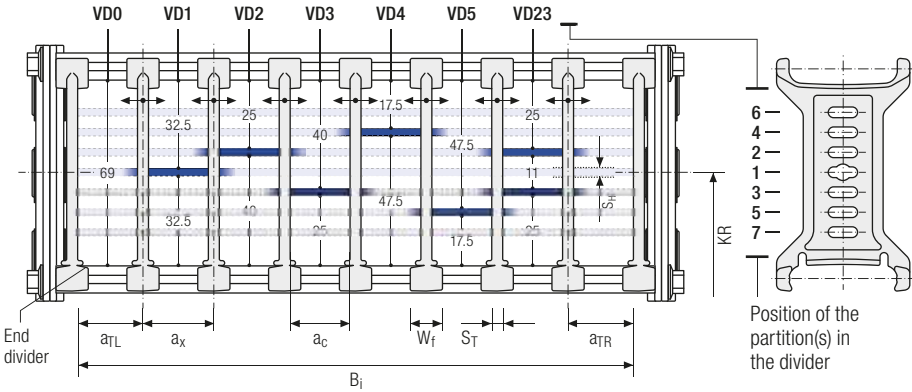 VD0 VD1 VD2 VD3 VD4 VD5 VD23
17.5
25 25
32.5 40 47.5
69 11
S_H
32.5 40 47.5
25 17.5 25
KR
6
4
2
1
3
5
7
End
divider
a_TL a_x a_c W_f S_T a_TR
B_i
Position of the
partition(s) in
the divider